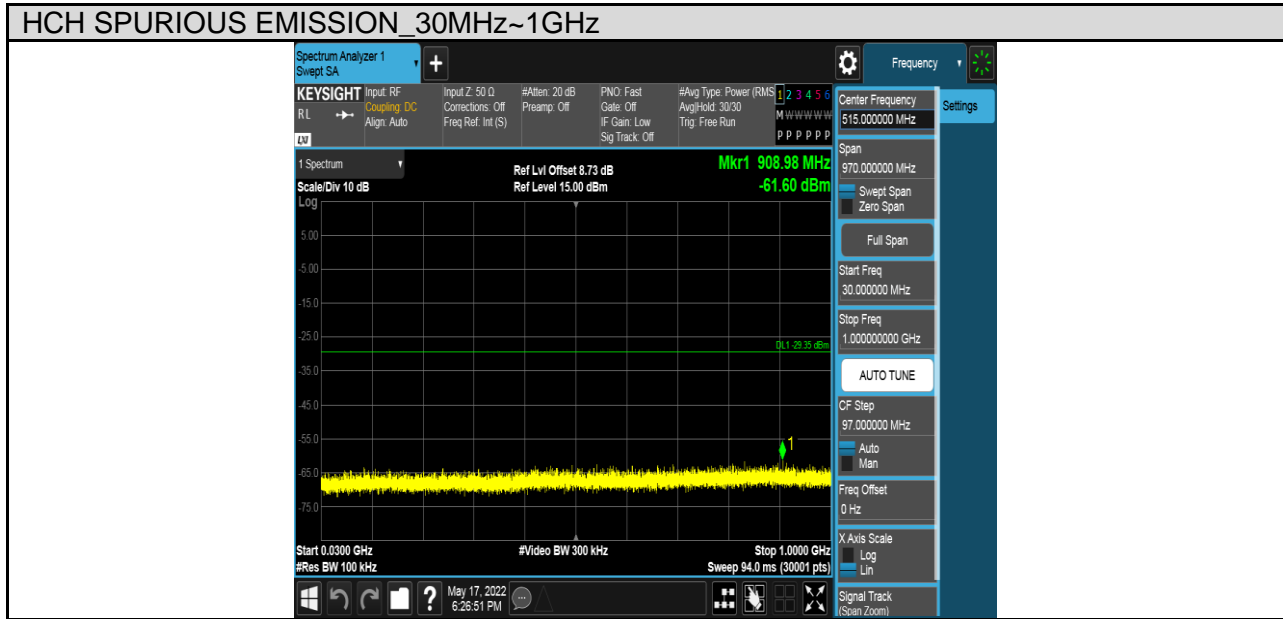 HCH SPURIOUS EMISSION_30MHz~1GHz
Spectrum Analyzer 1
Swept SA
+
Frequency
KEYSIGHT
RL
LXI
Input: RF
Coupling: DC
Align: Auto
Input Z: 50 Ω
Corrections: Off
Freq Ref: Int (S)
#Atten: 20 dB
Preamp: Off
PNO: Fast
Gate: Off
IF Gain: Low
Sig Track: Off
#Avg Type: Power (RMS
Avg|Hold: 30/30
Trig: Free Run
1 2 3 4 5 6
M W W W W W
P P P P P P
1 Spectrum
Scale/Div 10 dB
Log
Ref Lvl Offset 8.73 dB
Ref Level 15.00 dBm
Mkr1 908.98 MHz
-61.60 dBm
5.00
-5.00
-15.0
-25.0
DL1 -29.35 dBm
-35.0
-45.0
-55.0
1
-65.0
-75.0
Start 0.0300 GHz
#Res BW 100 kHz
#Video BW 300 kHz
Stop 1.0000 GHz
Sweep 94.0 ms (30001 pts)
Center Frequency
515.000000 MHz
Settings
Span
970.000000 MHz
Swept Span
Zero Span
Full Span
Start Freq
30.000000 MHz
Stop Freq
1.000000000 GHz
AUTO TUNE
CF Step
97.000000 MHz
Auto
Man
Freq Offset
0 Hz
X Axis Scale
Log
Lin
Signal Track
(Span Zoom)
?
May 17, 2022
6:26:51 PM